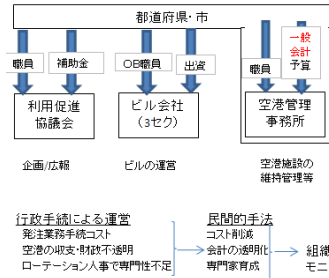 都道府県・市
職員
補助金
OB職員
出資
職員
一般
会計
予算
利用促進
協議会
ビル会社
(3セク)
空港管理
事務所
企画/広報
ビルの運営
空港施設の
維持管理等
行政手続による運営
発注業務手続コスト
空港の収支・財政不透明
ローテーション人事で専門性不足
民間的手法
コスト削減
会計の透明化
専門家育成
組織
モニ